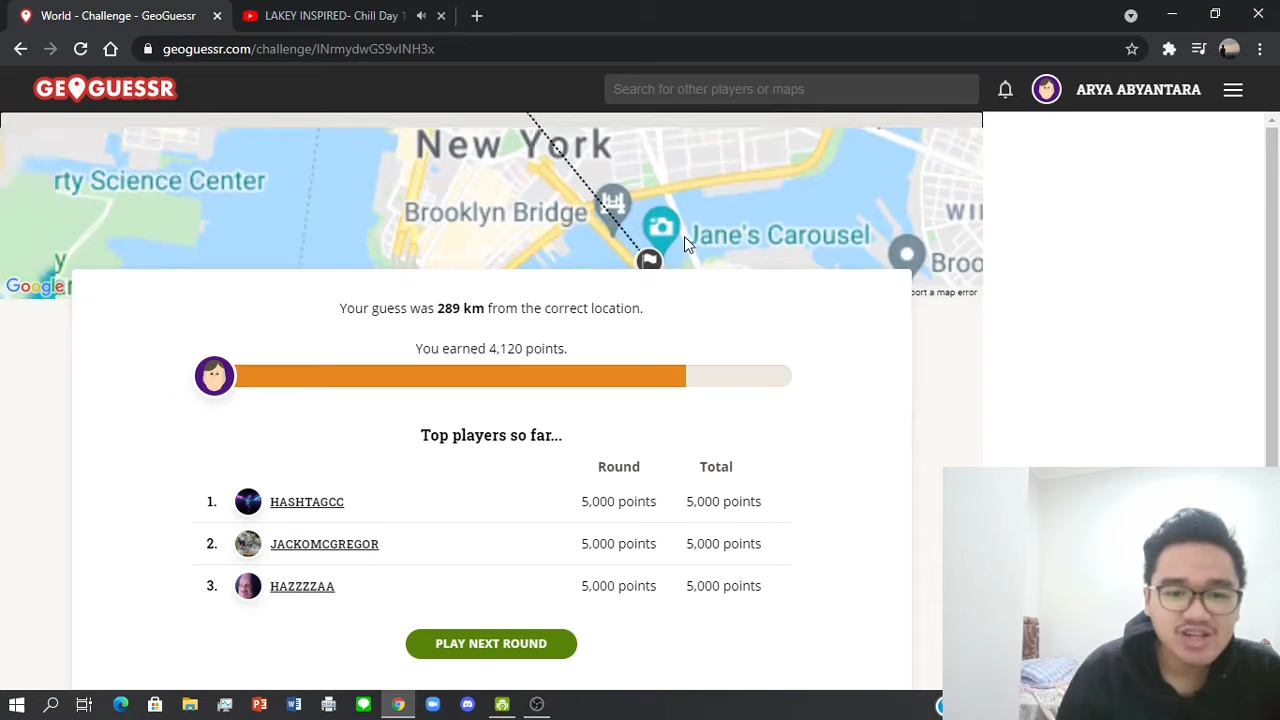 World - Challenge - GeoGuessr
LAKEY INSPIRED- Chill Day
geoguessr.com/challenge/lNrmydwGS9vINH3x
GEOGUESSR
Search for other players or maps
ARYA ABYANTARA
New York
rty Science Center
Brooklyn Bridge
Jane's Carousel
WI
Broo
Google
port a map error
Your guess was 289 km from the correct location.
You earned 4,120 points.
Top players so far...
Round Total
1. HASHTAGCC 5,000 points 5,000 points
2. JACKOMCGREGOR 5,000 points 5,000 points
3. HAZZZZAA 5,000 points 5,000 points
PLAY NEXT ROUND